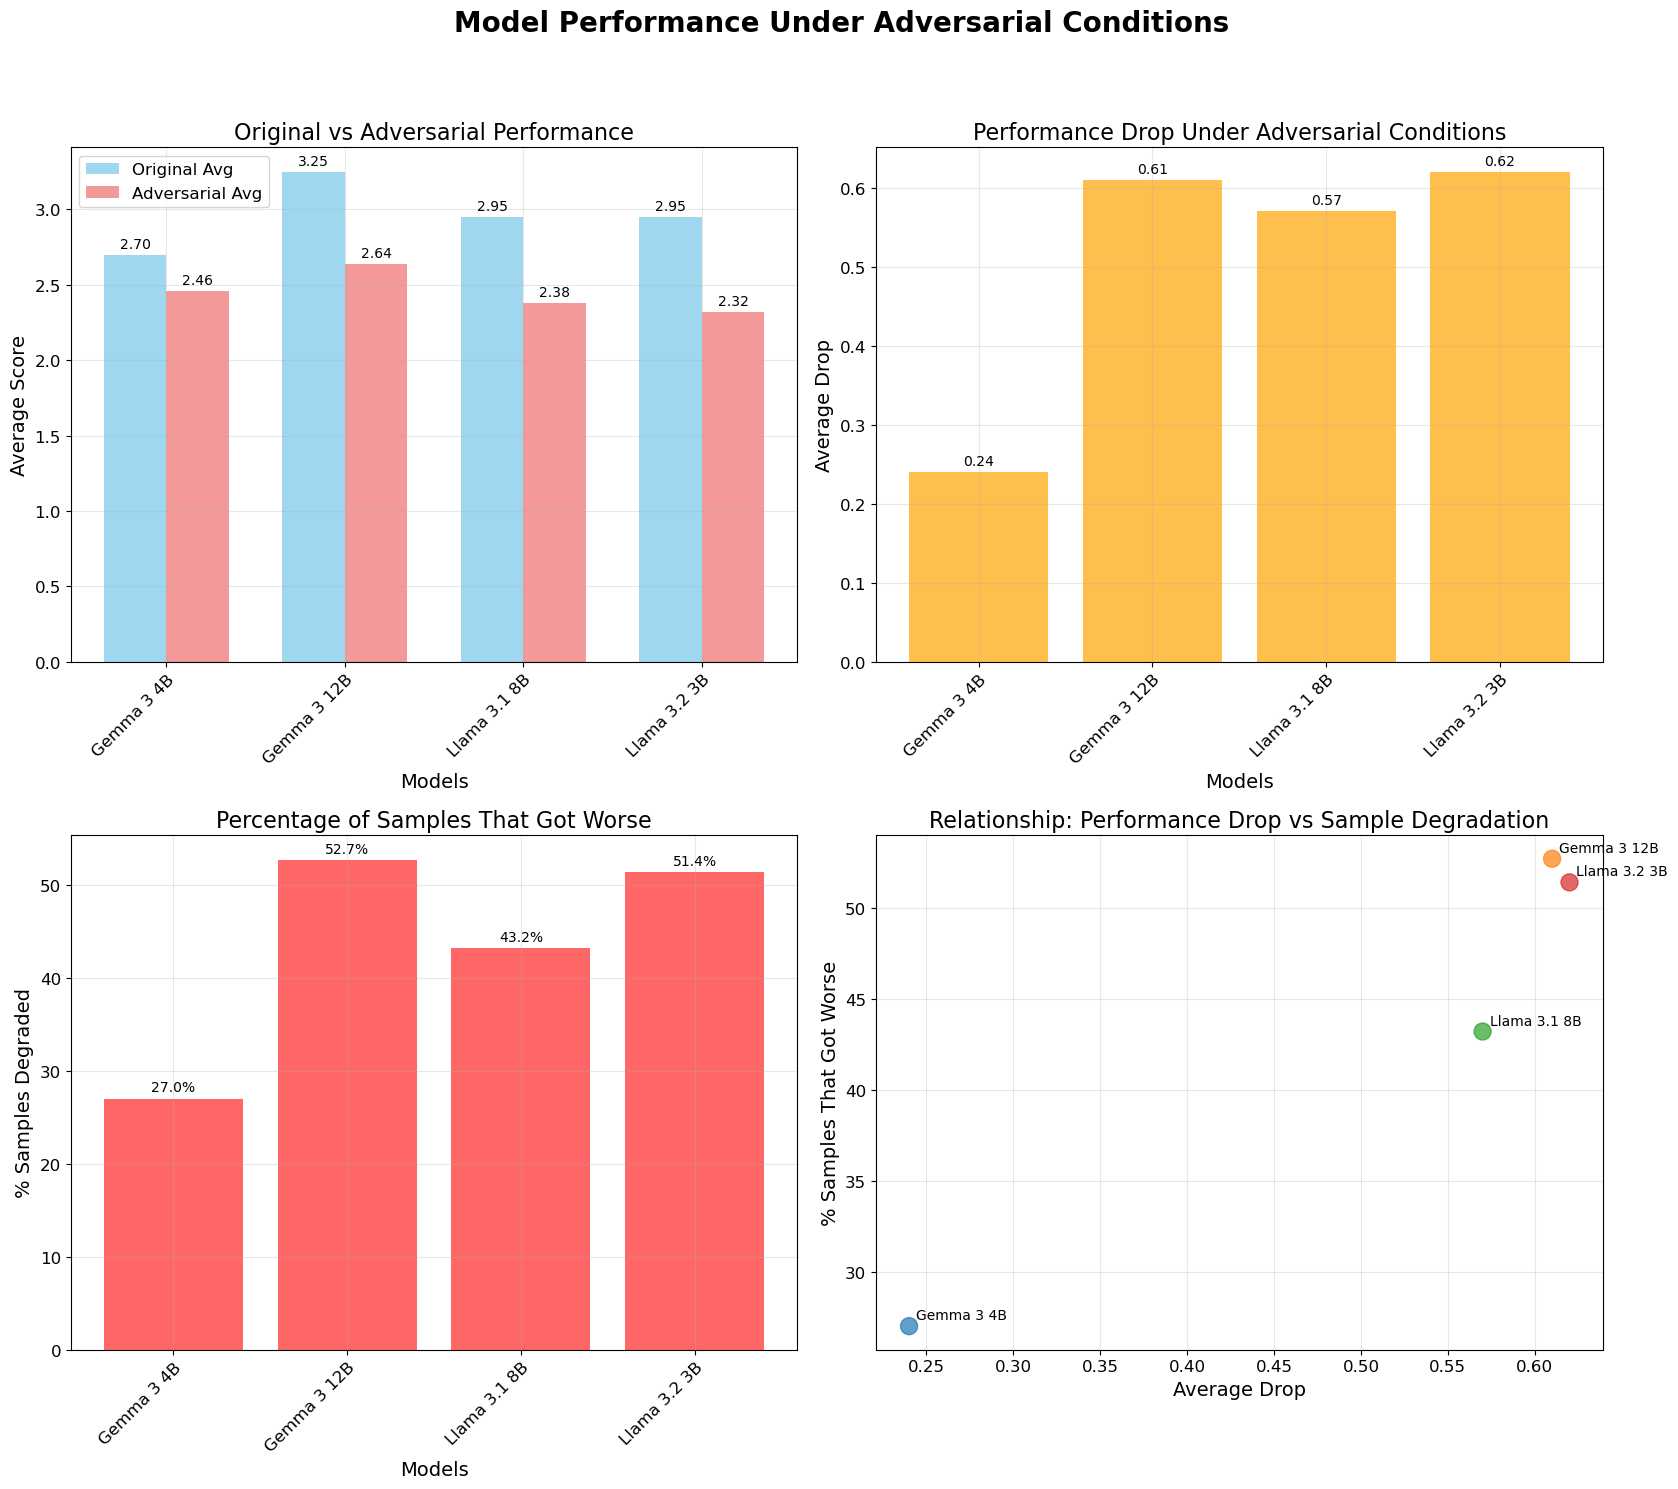 Model Performance Under Adversarial Conditions
Original vs Adversarial Performance
Original Avg
Adversarial Avg
Average Score
3.0
2.5
2.0
1.5
1.0
0.5
0.0
2.70
2.46
3.25
2.64
2.95
2.38
2.95
2.32
Gemma 3 4B
Gemma 3 12B
Llama 3.1 8B
Llama 3.2 3B
Models
Performance Drop Under Adversarial Conditions
Average Drop
0.6
0.5
0.4
0.3
0.2
0.1
0.0
0.24
0.61
0.57
0.62
Gemma 3 4B
Gemma 3 12B
Llama 3.1 8B
Llama 3.2 3B
Models
Percentage of Samples That Got Worse
% Samples Degraded
50
40
30
20
10
0
27.0%
52.7%
43.2%
51.4%
Gemma 3 4B
Gemma 3 12B
Llama 3.1 8B
Llama 3.2 3B
Models
Relationship: Performance Drop vs Sample Degradation
% Samples That Got Worse
50
45
40
35
30
Gemma 3 12B
Llama 3.2 3B
Llama 3.1 8B
Gemma 3 4B
0.25
0.30
0.35
0.40
0.45
0.50
0.55
0.60
Average Drop